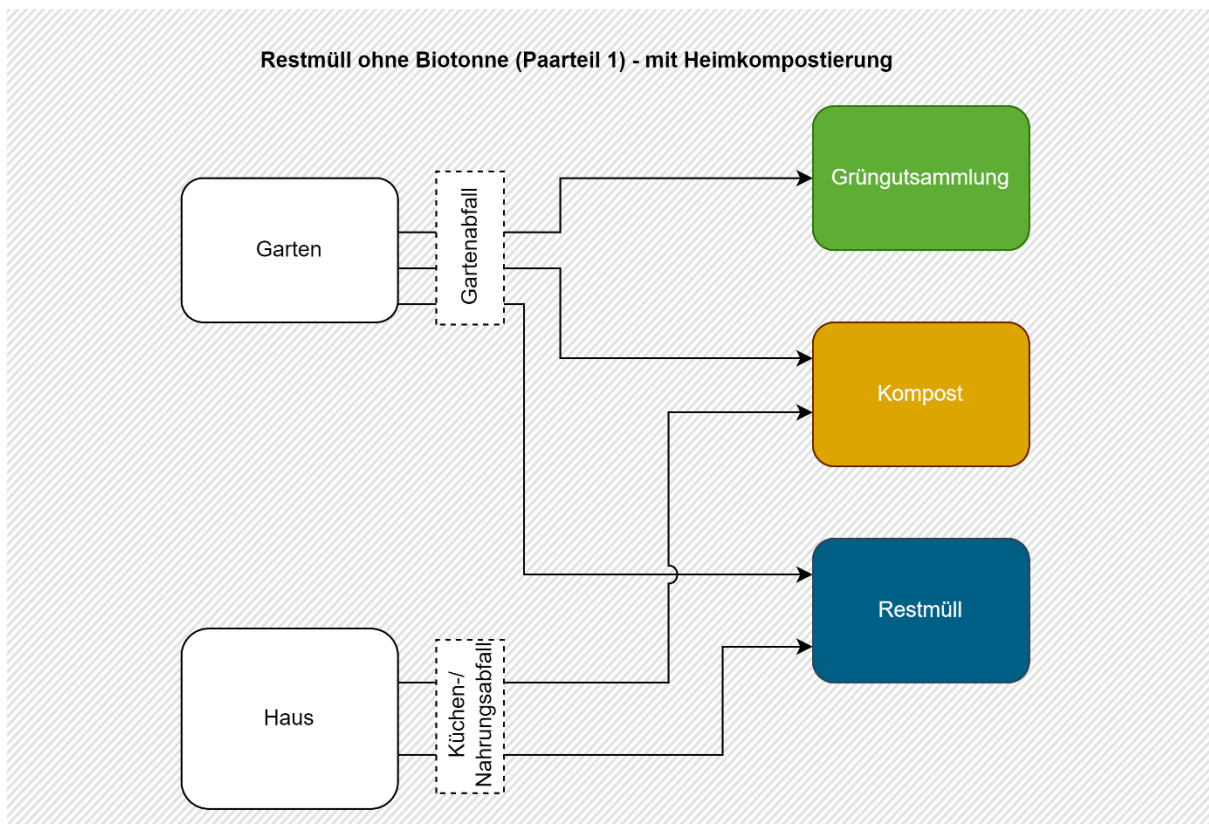 Restmüll ohne Biotonne (Paarteil 1) - mit Heimkompostierung
Grüngutsammlung
Garten
Gartenabfall
Kompost
Restmüll
Haus
Küchen-/
Nahrungsabfall